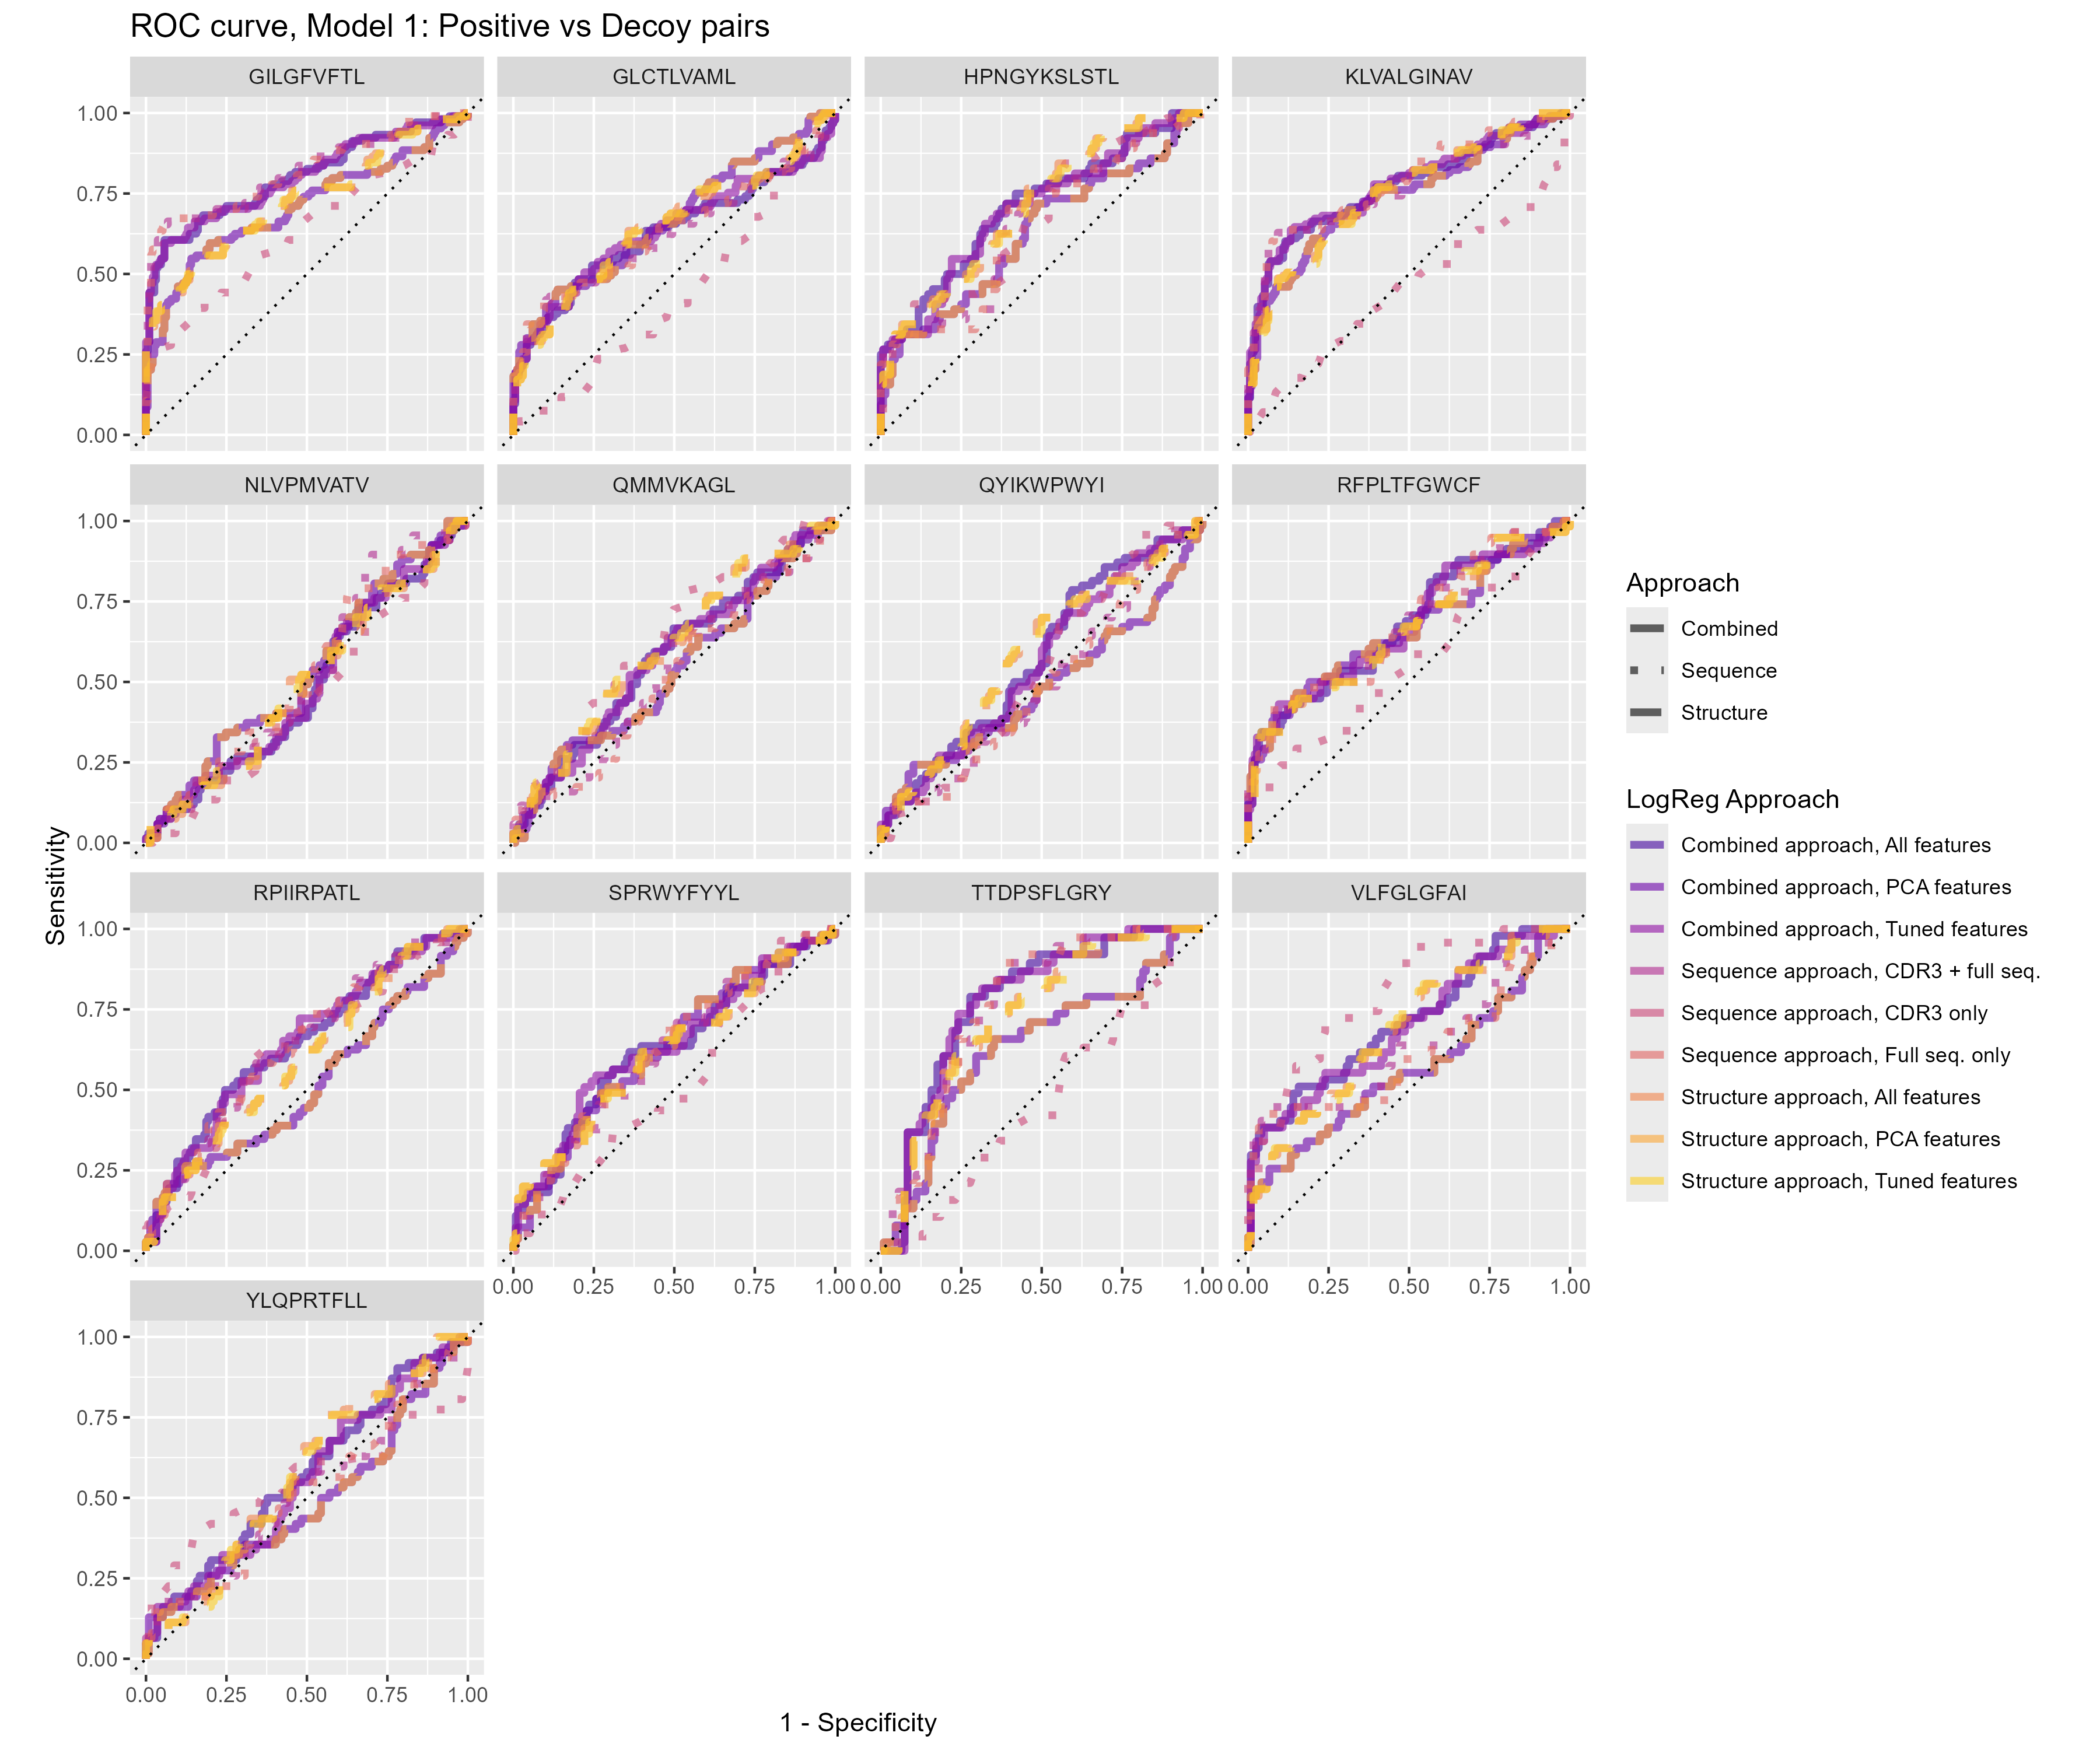 ROC curve, Model 1: Positive vs Decoy pairs
GILGFVFTL
GLCTLVAML
HPNGYKSLSTL
KLVALGINAV
1.00
0.75
0.50
0.25
0.00
NLVPMVATV
QMMVKAGL
QYIKWPWYI
RFPLTFGWCF
1.00
0.75
0.50
0.25
0.00
RPIIRPATL
SPRWYFYYL
TTDPSFLGRY
VLFGLGFAI
1.00
0.75
0.50
0.25
0.00
0.00 0.25 0.50 0.75 1.00
0.00 0.25 0.50 0.75 1.00
0.00 0.25 0.50 0.75 1.00
YLQPRTFLL
1.00
0.75
0.50
0.25
0.00
0.00 0.25 0.50 0.75 1.00
Sensitivity
1 - Specificity
Approach
Combined
Sequence
Structure
LogReg Approach
Combined approach, All features
Combined approach, PCA features
Combined approach, Tuned features
Sequence approach, CDR3 + full seq.
Sequence approach, CDR3 only
Sequence approach, Full seq. only
Structure approach, All features
Structure approach, PCA features
Structure approach, Tuned features